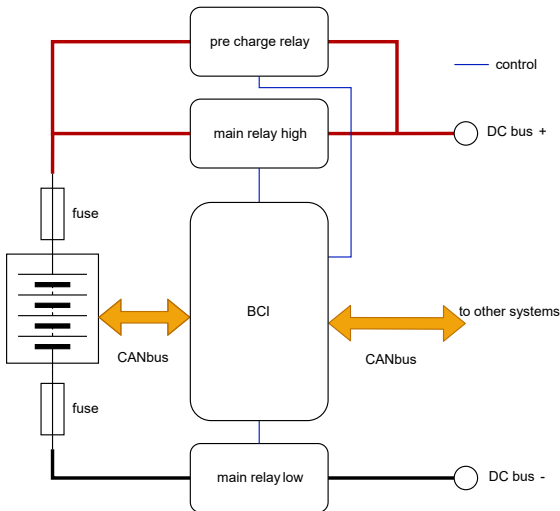 pre charge relay
control
main relay high
DC bus +
fuse
BCI
to other systems
CANbus
CANbus
fuse
main relay low
DC bus -